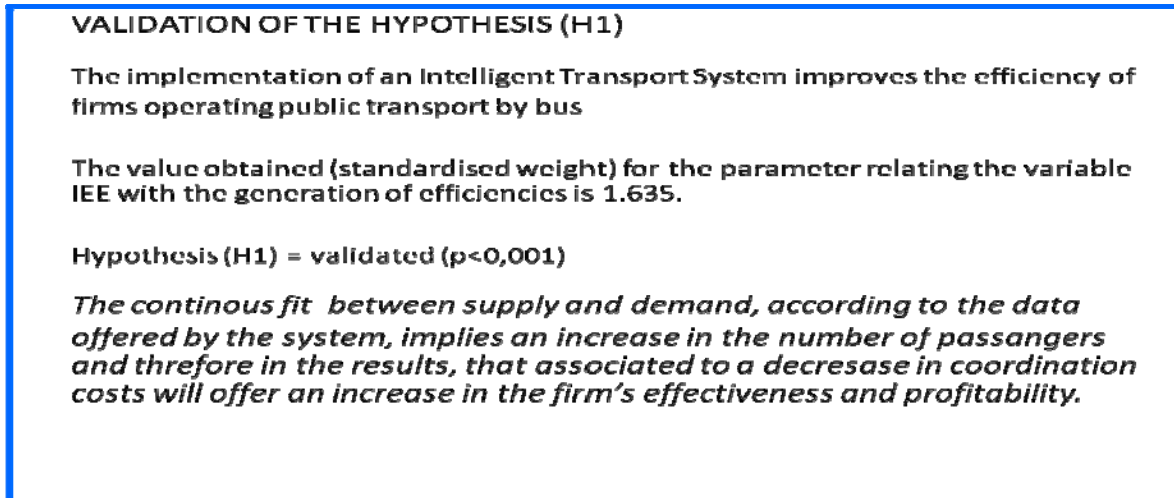 VALIDATION OF THE HYPOTHESIS (H1)
The implementation of an Intelligent Transport System improves the efficiency of
firms operating public transport by bus
The value obtained (standardised weight) for the parameter relating the variable
IEE with the generation of efficiencies is 1.635.
Hypothesis (H1) = validated (p<0,001)
The continous fit between supply and demand, according to the data
offered by the system, implies an increase in the number of passangers
and threfore in the results, that associated to a decresase in coordination
costs will offer an increase in the firm's effectiveness and profitability.